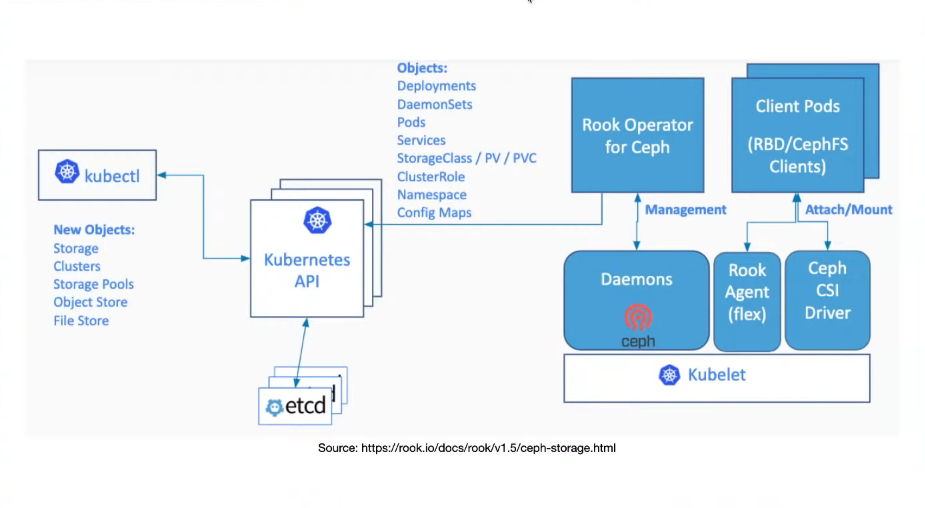 Objects:
Deployments
DaemonSets
Pods
Services
StorageClass / PV / PVC
ClusterRole
Namespace
Config Maps
Rook Operator
for Ceph
Client Pods
(RBD/CephFS
Clients)
kubectl
Management
Attach/Mount
New Objects:
Storage
Clusters
Storage Pools
Object Store
File Store
Kubernetes
API
Daemons
ceph
Rook
Agent
(flex)
Ceph
CSI
Driver
Kubelet
etcd
Source: https://rook.io/docs/rook/v1.5/ceph-storage.html